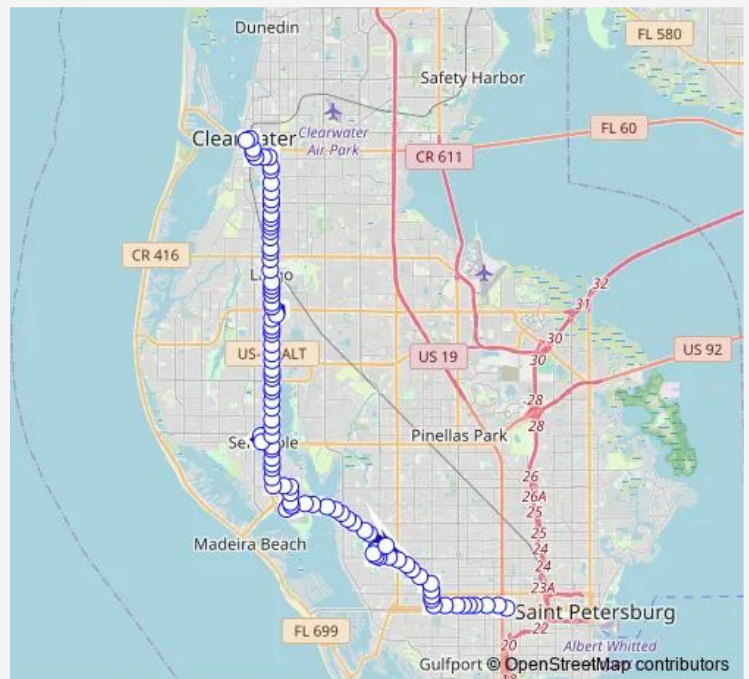 Dunedin
FL 580
Safety Harbor
Clearwater
Clearwater
Air Park
FL 60
CR 611
CR 416
Largo
32
31
30
30
US 92
US 19
28
28
Pinellas Park
26
26A
25
25
24
24
23A
Madeira Beach
Saint Petersburg
22
FL 699
20
Albert Whitted
Gulfport © OpenStreetMap contributors